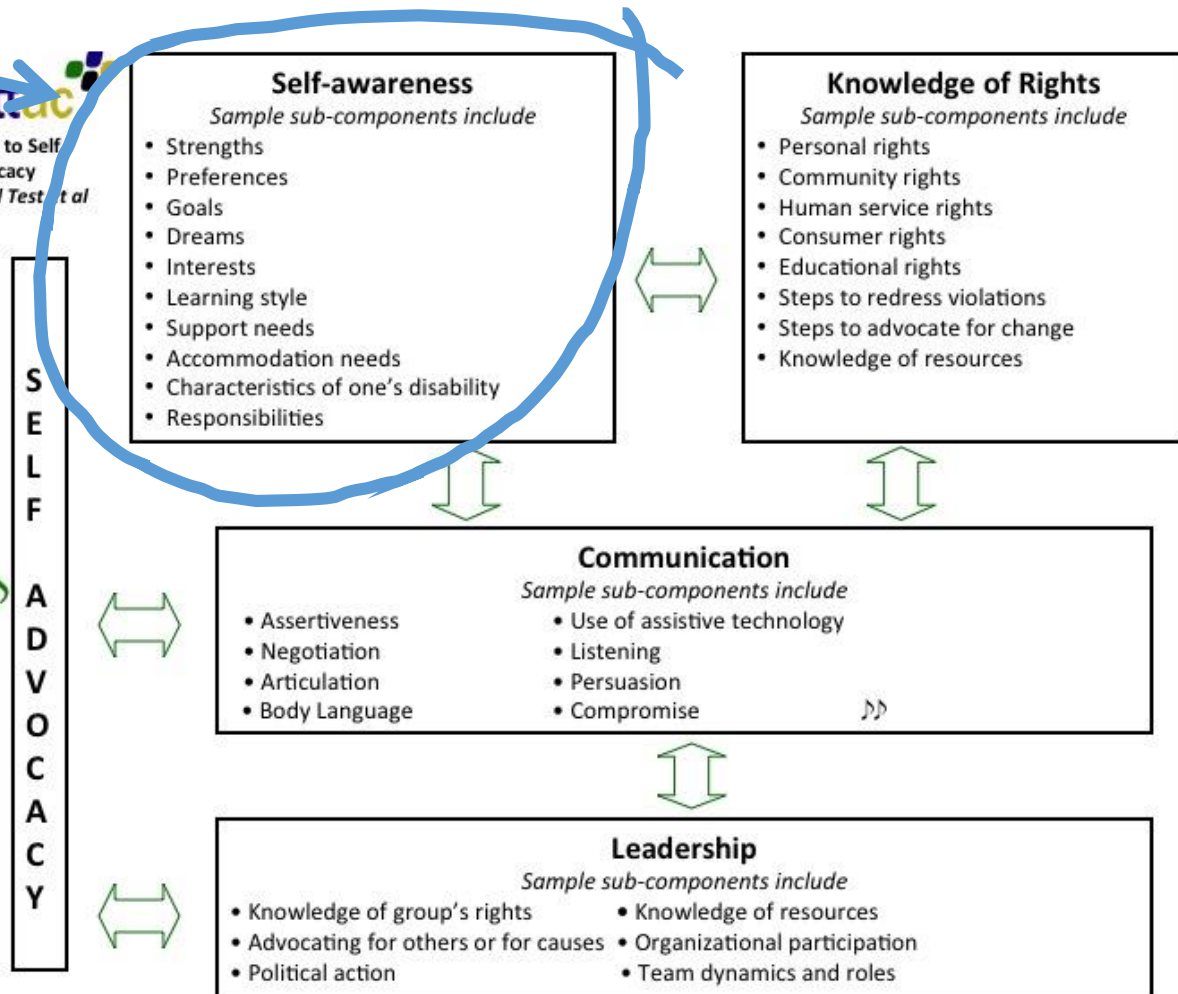 to Self
Test et al
Self-awareness
Sample sub-components include
• Strengths
• Preferences
• Goals
• Dreams
• Interests
• Learning style
• Support needs
• Accommodation needs
• Characteristics of one's disability
• Responsibilities
Knowledge of Rights
Sample sub-components include
• Personal rights
• Community rights
• Human service rights
• Consumer rights
• Educational rights
• Steps to redress violations
• Steps to advocate for change
• Knowledge of resources
SELF ADVOCACY
Communication
Sample sub-components include
• Assertiveness • Use of assistive technology
• Negotiation • Listening
• Articulation • Persuasion
• Body Language • Compromise
Leadership
Sample sub-components include
• Knowledge of group's rights • Knowledge of resources
• Advocating for others or for causes • Organizational participation
• Political action • Team dynamics and roles